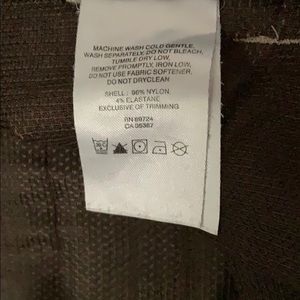 MACHINE WASH COLD GENTLE,
WASH SEPARATELY, DO NOT BLEACH,
TUMBLE DRY LOW,
REMOVE PROMPTLY, IRON LOW,
DO NOT USE FABRIC SOFTENER,
DO NOT DRYCLEAN
SHELL: 96% NYLON,
4% ELASTANE
EXCLUSIVE OF TRIMMING
RN 69724
CA 05367